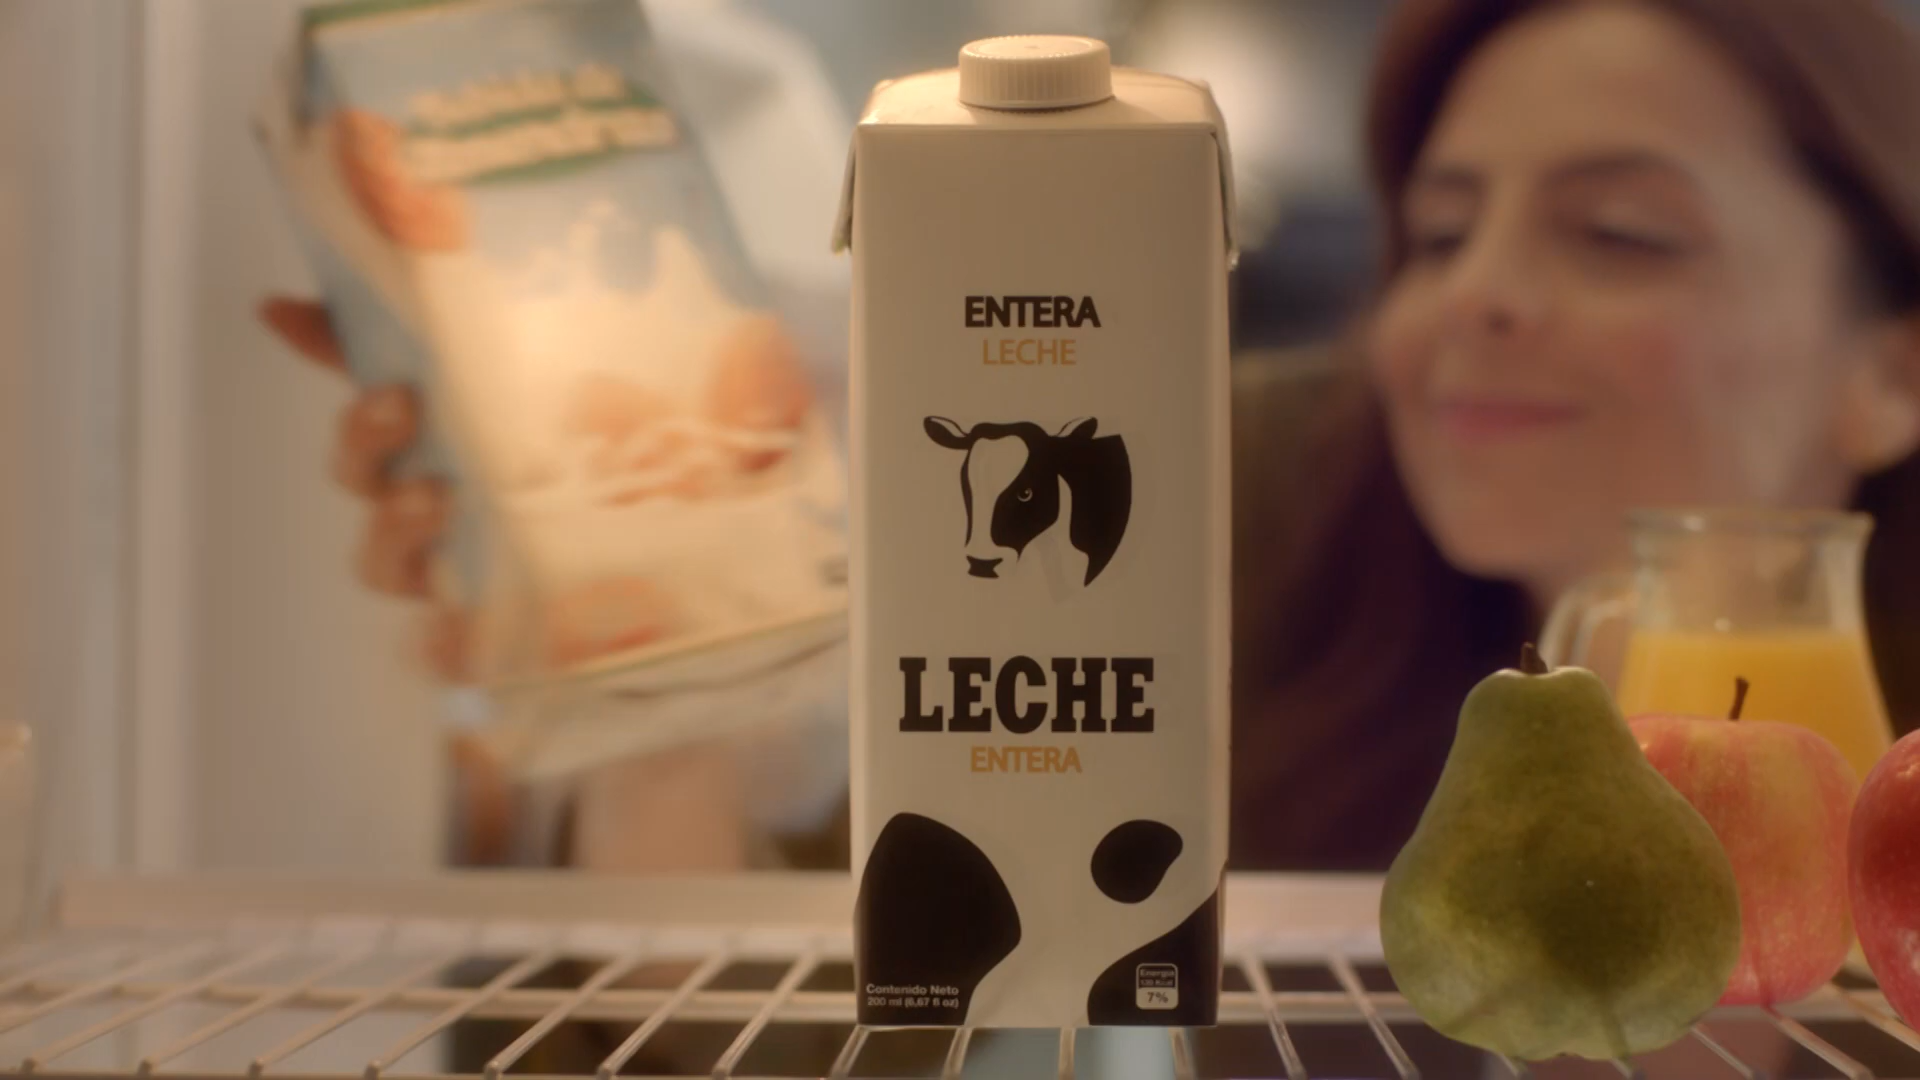 ENTERA
LECHE
LECHE
ENTERA
Contenido Neto
200 ml (6,67 fl oz)
Energía
7%